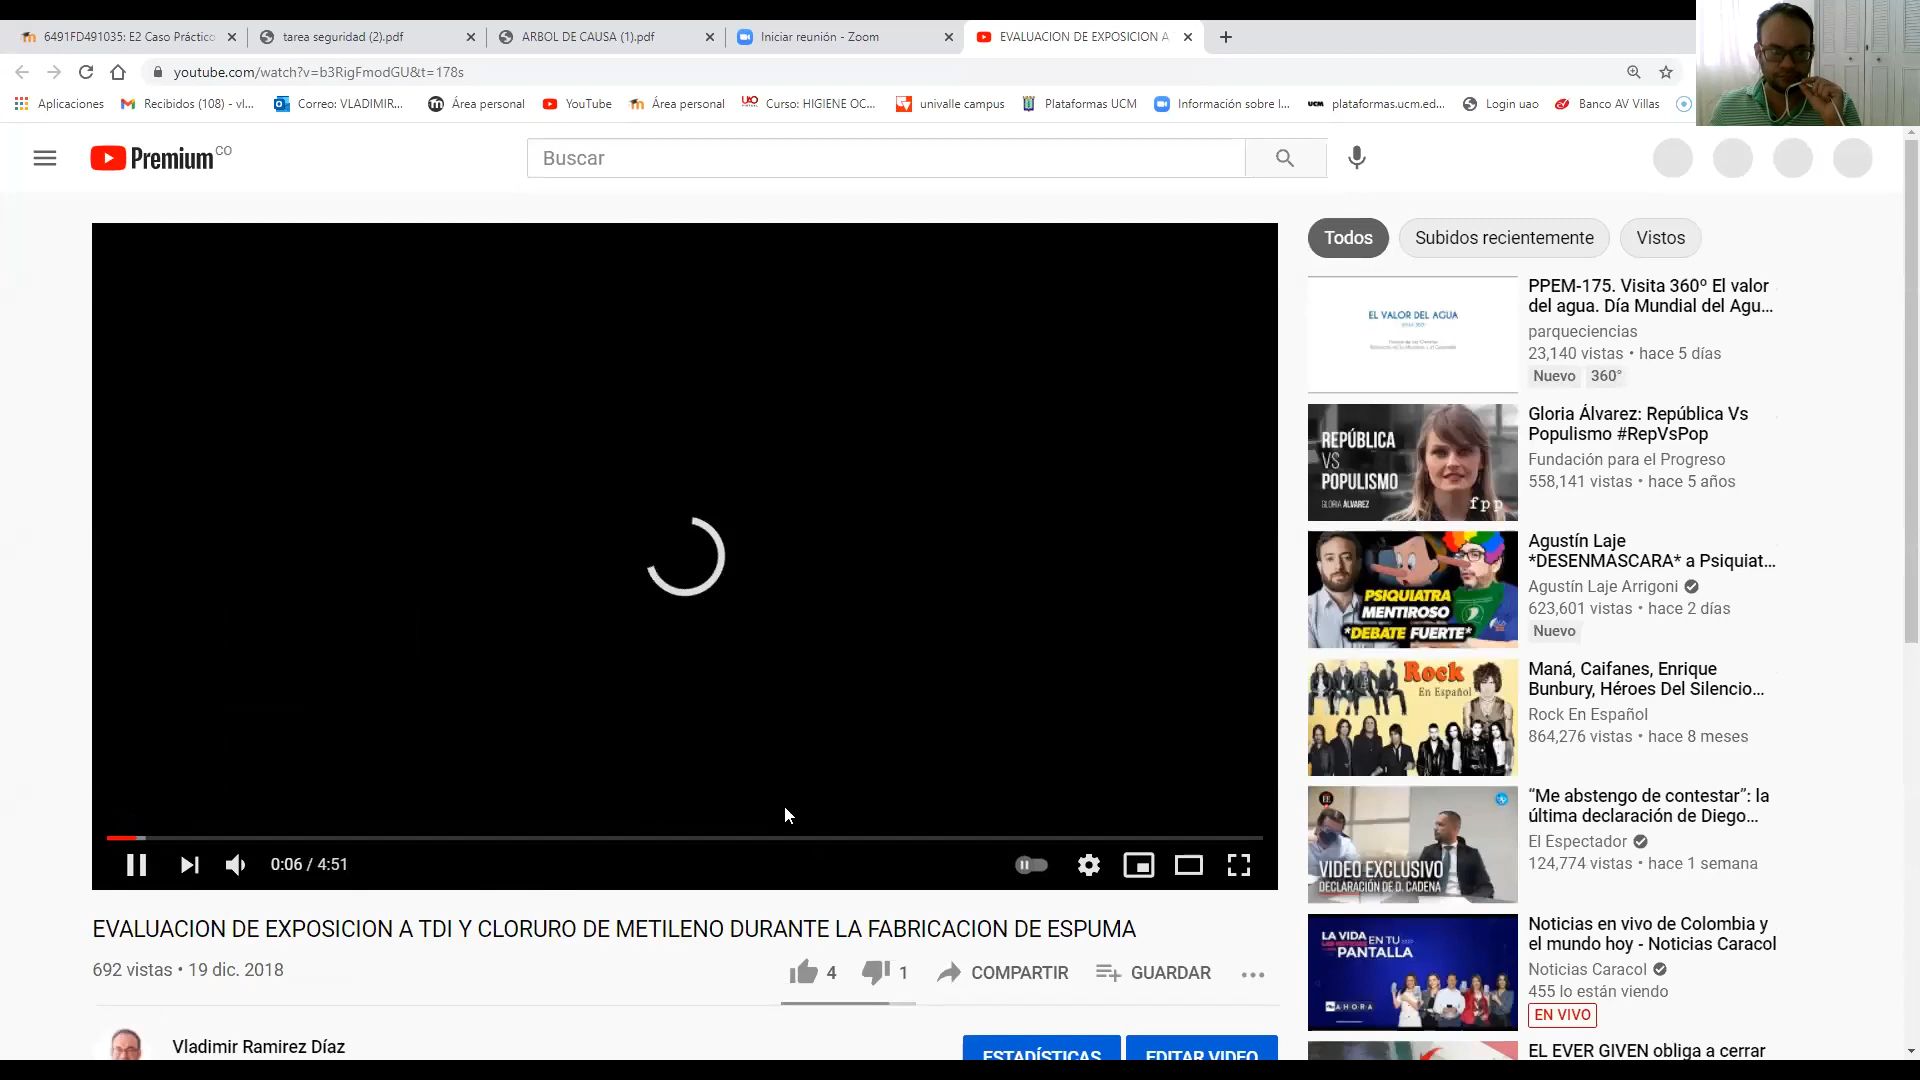 6491FD491035: E2 Caso Práctico
tarea seguridad (2).pdf
ARBOL DE CAUSA (1).pdf
Iniciar reunión - Zoom
EVALUACION DE EXPOSICION A
youtube.com/watch?v=b3RigFmodGU&t=178s
Aplicaciones
Recibidos (108) - vl...
Correo: VLADIMIR...
Área personal
YouTube
Área personal
Curso: HIGIENE OC...
univalle campus
Plataformas UCM
Información sobre l...
plataformas.ucm.ed...
Login uao
Banco AV Villas
Premium CO
Buscar
Todos
Subidos recientemente
Vistos
EL VALOR DEL AGUA
PPEM-175. Visita 360º El valor
del agua. Día Mundial del Agu...
parqueciencias
23,140 vistas • hace 5 días
Nuevo 360°
REPÚBLICA
VS
POPULISMO
GLORIA ÁLVAREZ
fpp
Gloria Álvarez: República Vs
Populismo #RepVsPop
Fundación para el Progreso
558,141 vistas • hace 5 años
PSIQUIATRA
MENTIROSO
*DEBATE FUERTE*
Agustín Laje
*DESENMASCARA* a Psiquiat...
Agustín Laje Arrigoni
623,601 vistas • hace 2 días
Nuevo
Rock
En Español
Maná, Caifanes, Enrique
Bunbury, Héroes Del Silencio...
Rock En Español
864,276 vistas • hace 8 meses
VIDEO EXCLUSIVO
DECLARACIÓN DE D. CADENA
“Me abstengo de contestar”: la
última declaración de Diego...
El Espectador
124,774 vistas • hace 1 semana
LA VIDA EN TU
PANTALLA
AHORA
Noticias en vivo de Colombia y
el mundo hoy - Noticias Caracol
Noticias Caracol
455 lo están viendo
EN VIVO
EL EVER GIVEN obliga a cerrar
0:06 / 4:51
EVALUACION DE EXPOSICION A TDI Y CLORURO DE METILENO DURANTE LA FABRICACION DE ESPUMA
692 vistas • 19 dic. 2018
4
1
COMPARTIR
GUARDAR
Vladimir Ramirez Díaz
ESTADÍSTICAS
EDITAR VIDEO